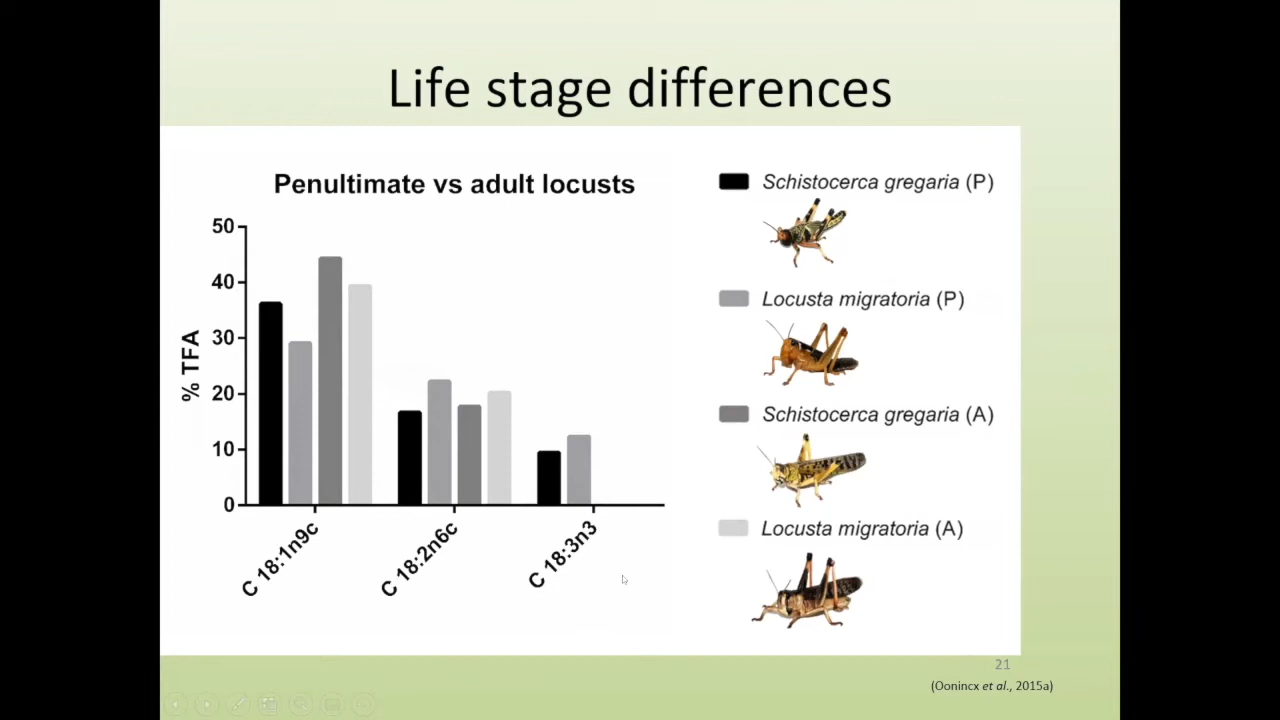 Life stage differences
Penultimate vs adult locusts
% TFA
50
40
30
20
10
0
C 18:1n9c
C 18:2n6c
C 18:3n3
Schistocerca gregaria (P)
Locusta migratoria (P)
Schistocerca gregaria (A)
Locusta migratoria (A)
21
(Oonincx et al., 2015a)